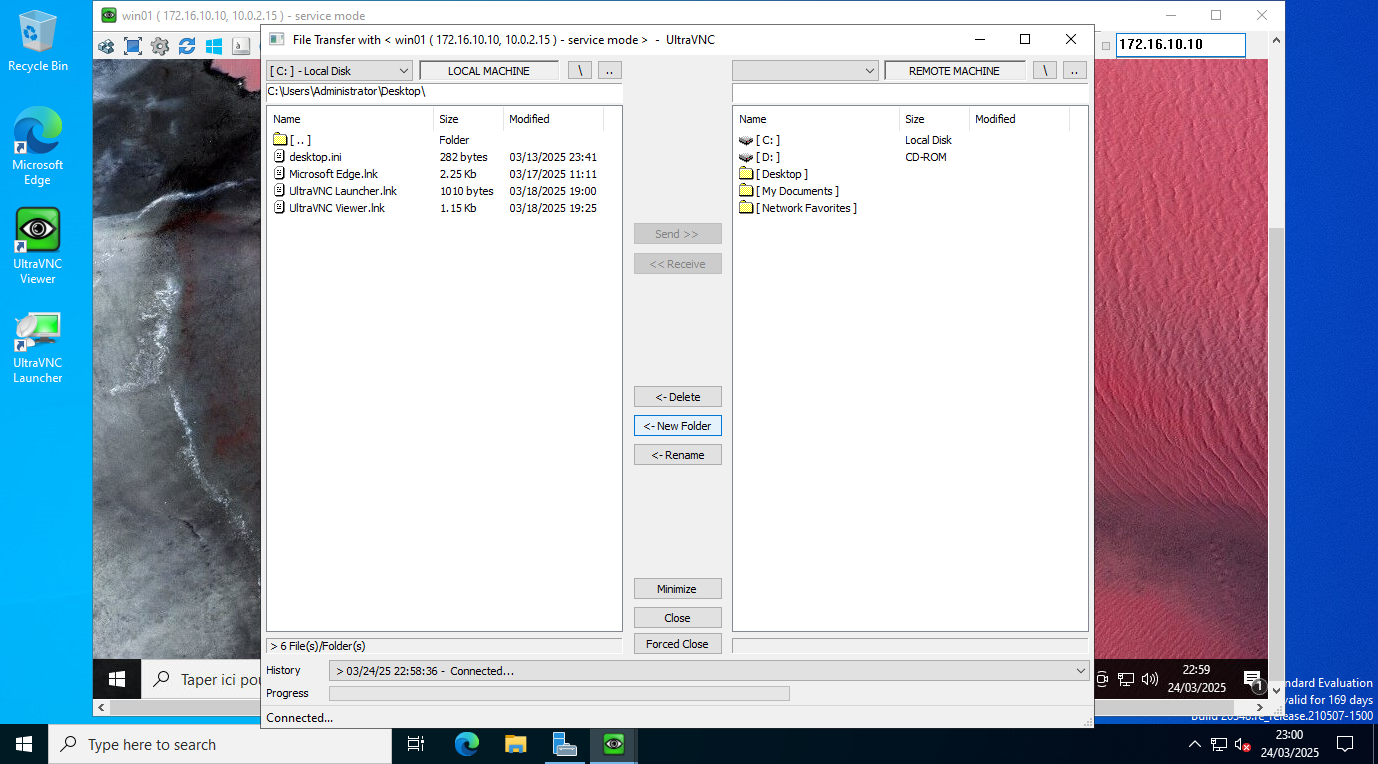 Recycle Bin
Microsoft
Edge
UltraVNC
Viewer
UltraVNC
Launcher
win01 ( 172.16.10.10, 10.0.2.15 ) - service mode
172.16.10.10
File Transfer with < win01 ( 172.16.10.10, 10.0.2.15 ) - service mode > - UltraVNC
[ C: ] - Local Disk
LOCAL MACHINE
\
..
REMOTE MACHINE
\
..
C:\Users\Administrator\Desktop\
Name Size Modified
[ .. ] Folder
desktop.ini 282 bytes 03/13/2025 23:41
Microsoft Edge.lnk 2.25 Kb 03/17/2025 11:11
UltraVNC Launcher.lnk 1010 bytes 03/18/2025 19:00
UltraVNC Viewer.lnk 1.15 Kb 03/18/2025 19:25
Send >>
<< Receive
<- Delete
<- New Folder
<- Rename
Minimize
Close
Forced Close
Name Size Modified
[ C: ] Local Disk
[ D: ] CD-ROM
[ Desktop ]
[ My Documents ]
[ Network Favorites ]
> 6 File(s)/Folder(s)
History
> 03/24/25 22:58:36 - Connected...
Progress
Connected...
Taper ici pou
22:59
24/03/2025
1
ndard Evaluation
valid for 169 days
Type here to search
23:00
24/03/2025